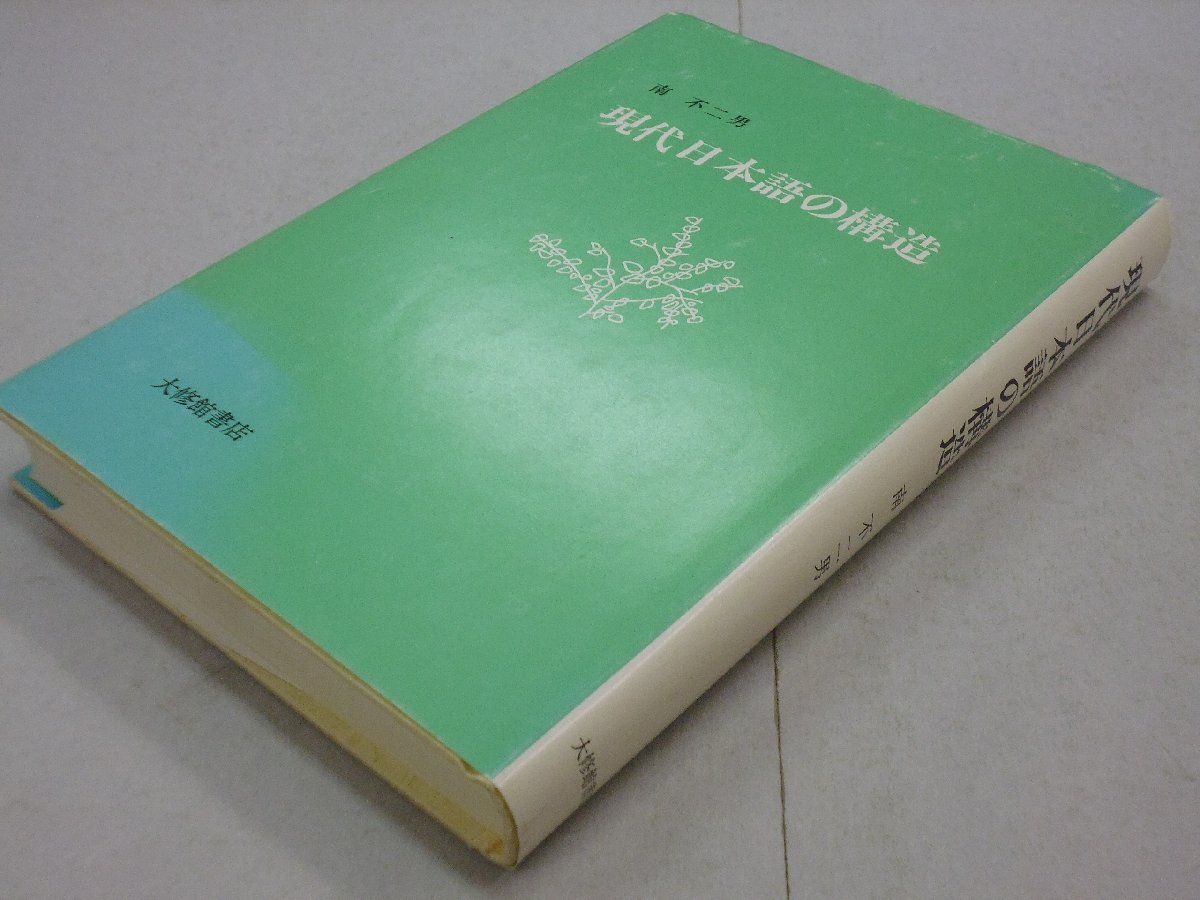 南 不二男
現代日本語の構造
大修館書店
現代日本語の構造
南 不二男
大修館書